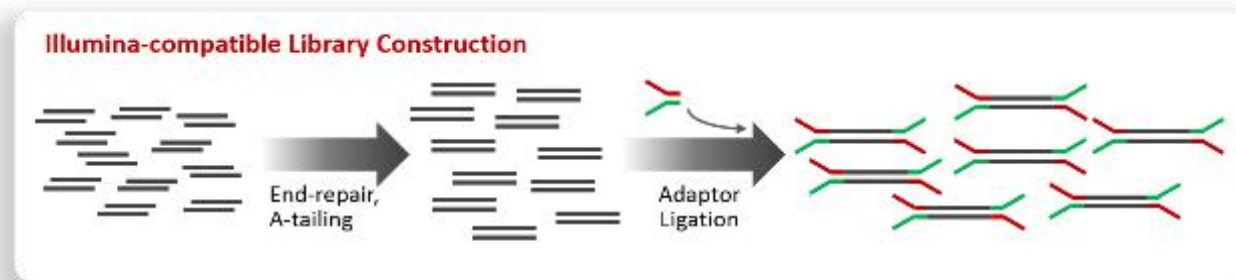 Illumina-compatible Library Construction
End-repair,
A-tailing
Adaptor
Ligation